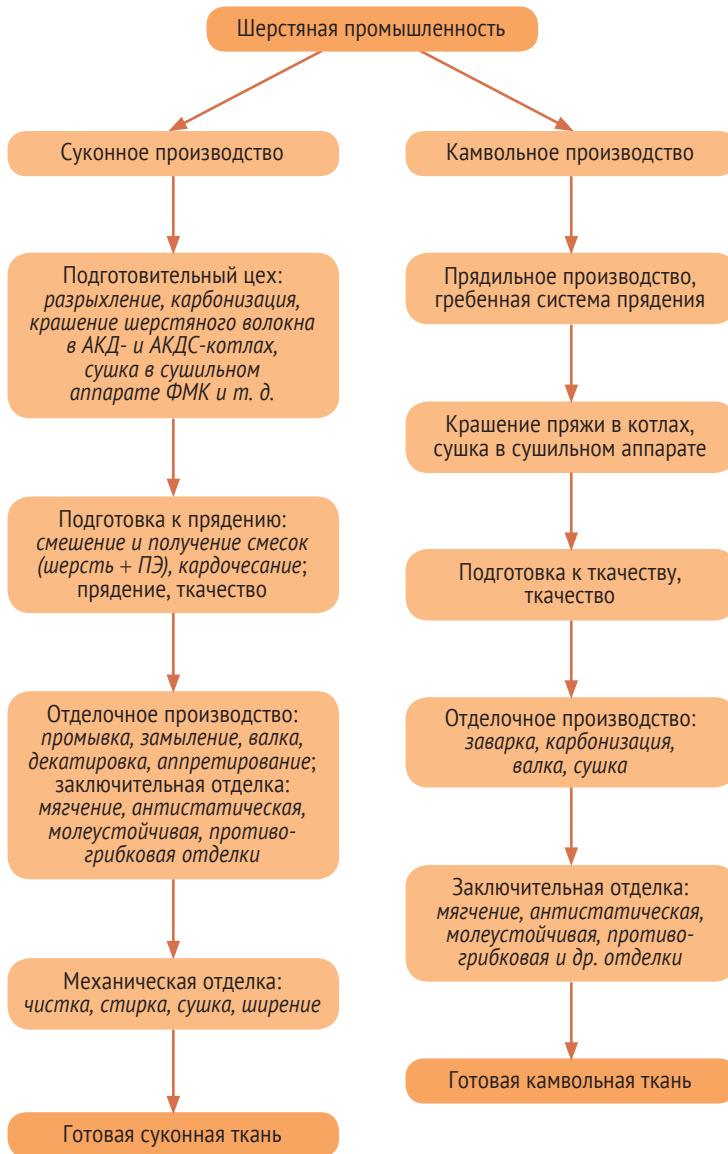 Шерстяная промышленность
Суконное производство
Подготовительный цех:
разрыхление, карбонизация,
крашение шерстяного волокна
в АКД- и АКДС-котлах,
сушка в сушильном
аппарате ФМК и т. д.
Подготовка к прядению:
смешение и получение смесок
(шерсть + ПЭ), кардочесание;
прядение, ткачество
Отделочное производство:
промывка, замыление, валка,
декатировка, аппретирование;
заключительная отделка:
мягчение, антистатическая,
молеустойчивая, противо-
грибковая отделки
Механическая отделка:
чистка, стирка, сушка, ширение
Готовая суконная ткань
Камвольное производство
Прядильное производство,
гребенная система прядения
Крашение пряжи в котлах,
сушка в сушильном аппарате
Подготовка к ткачеству,
ткачество
Отделочное производство:
заварка, карбонизация,
валка, сушка
Заключительная отделка:
мягчение, антистатическая,
молеустойчивая, противо-
грибковая и др. отделки
Готовая камвольная ткань